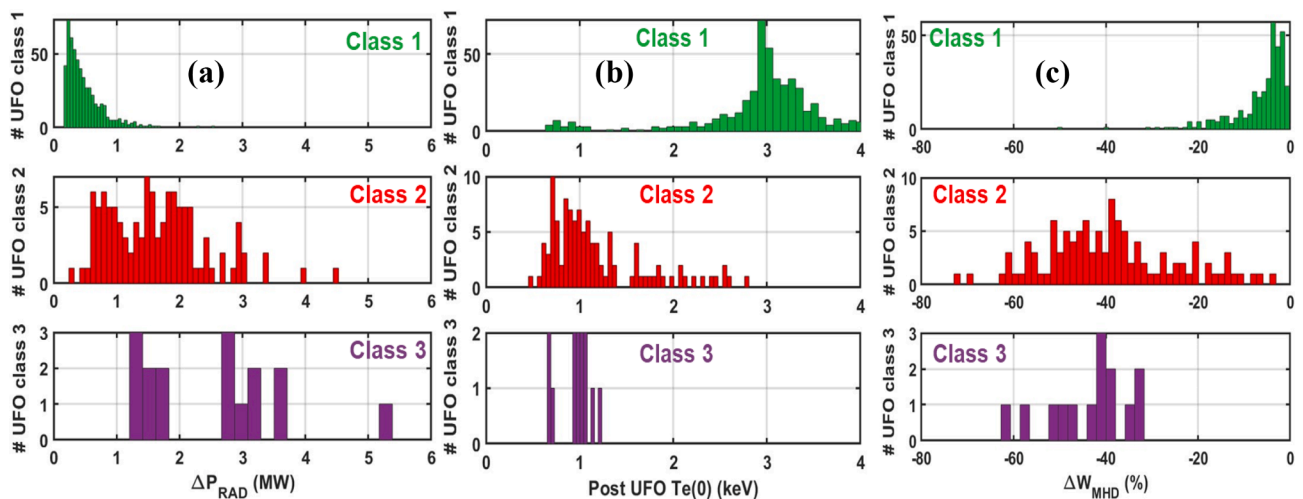 # UFO class 1
50
0
0 1 2 3 4 5 6
Class 1
(a)
# UFO class 1
50
0
0 1 2 3 4
Class 1
(b)
# UFO class 1
50
0
-80 -60 -40 -20 0
Class 1
(c)
# UFO class 2
5
0
0 1 2 3 4 5 6
Class 2
# UFO class 2
10
5
0
0 1 2 3 4
Class 2
# UFO class 2
10
5
0
-80 -60 -40 -20 0
Class 2
# UFO class 3
3
2
1
0
0 1 2 3 4 5 6
Class 3
ΔP_RAD (MW)
# UFO class 3
2
1
0
0 1 2 3 4
Class 3
Post UFO Te(0) (keV)
# UFO class 3
3
2
1
0
-80 -60 -40 -20 0
Class 3
ΔW_MHD (%)